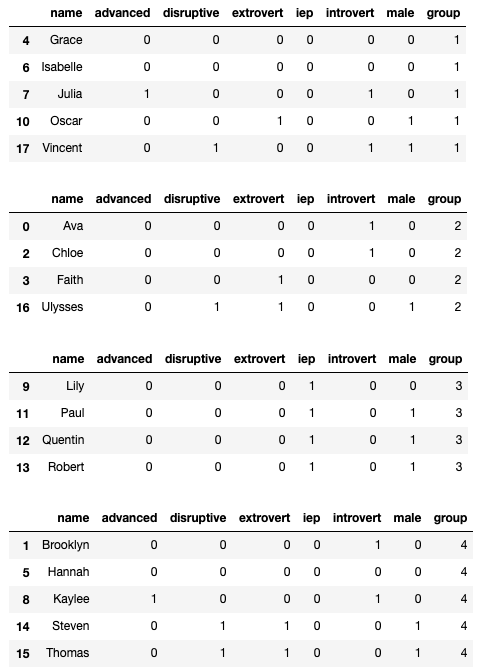 name advanced disruptive extrovert iep introvert male group
4 Grace 0 0 0 0 0 0 1
6 Isabelle 0 0 0 0 0 0 1
7 Julia 1 0 0 0 1 0 1
10 Oscar 0 0 1 0 0 1 1
17 Vincent 0 1 0 0 1 1 1
name advanced disruptive extrovert iep introvert male group
0 Ava 0 0 0 0 1 0 2
2 Chloe 0 0 0 0 1 0 2
3 Faith 0 0 1 0 0 0 2
16 Ulysses 0 1 1 0 0 1 2
name advanced disruptive extrovert iep introvert male group
9 Lily 0 0 0 1 0 0 3
11 Paul 0 0 0 1 0 1 3
12 Quentin 0 0 0 1 0 1 3
13 Robert 0 0 0 1 0 1 3
name advanced disruptive extrovert iep introvert male group
1 Brooklyn 0 0 0 0 1 0 4
5 Hannah 0 0 0 0 0 0 4
8 Kaylee 1 0 0 0 1 0 4
14 Steven 0 1 1 0 0 1 4
15 Thomas 0 1 1 0 0 1 4